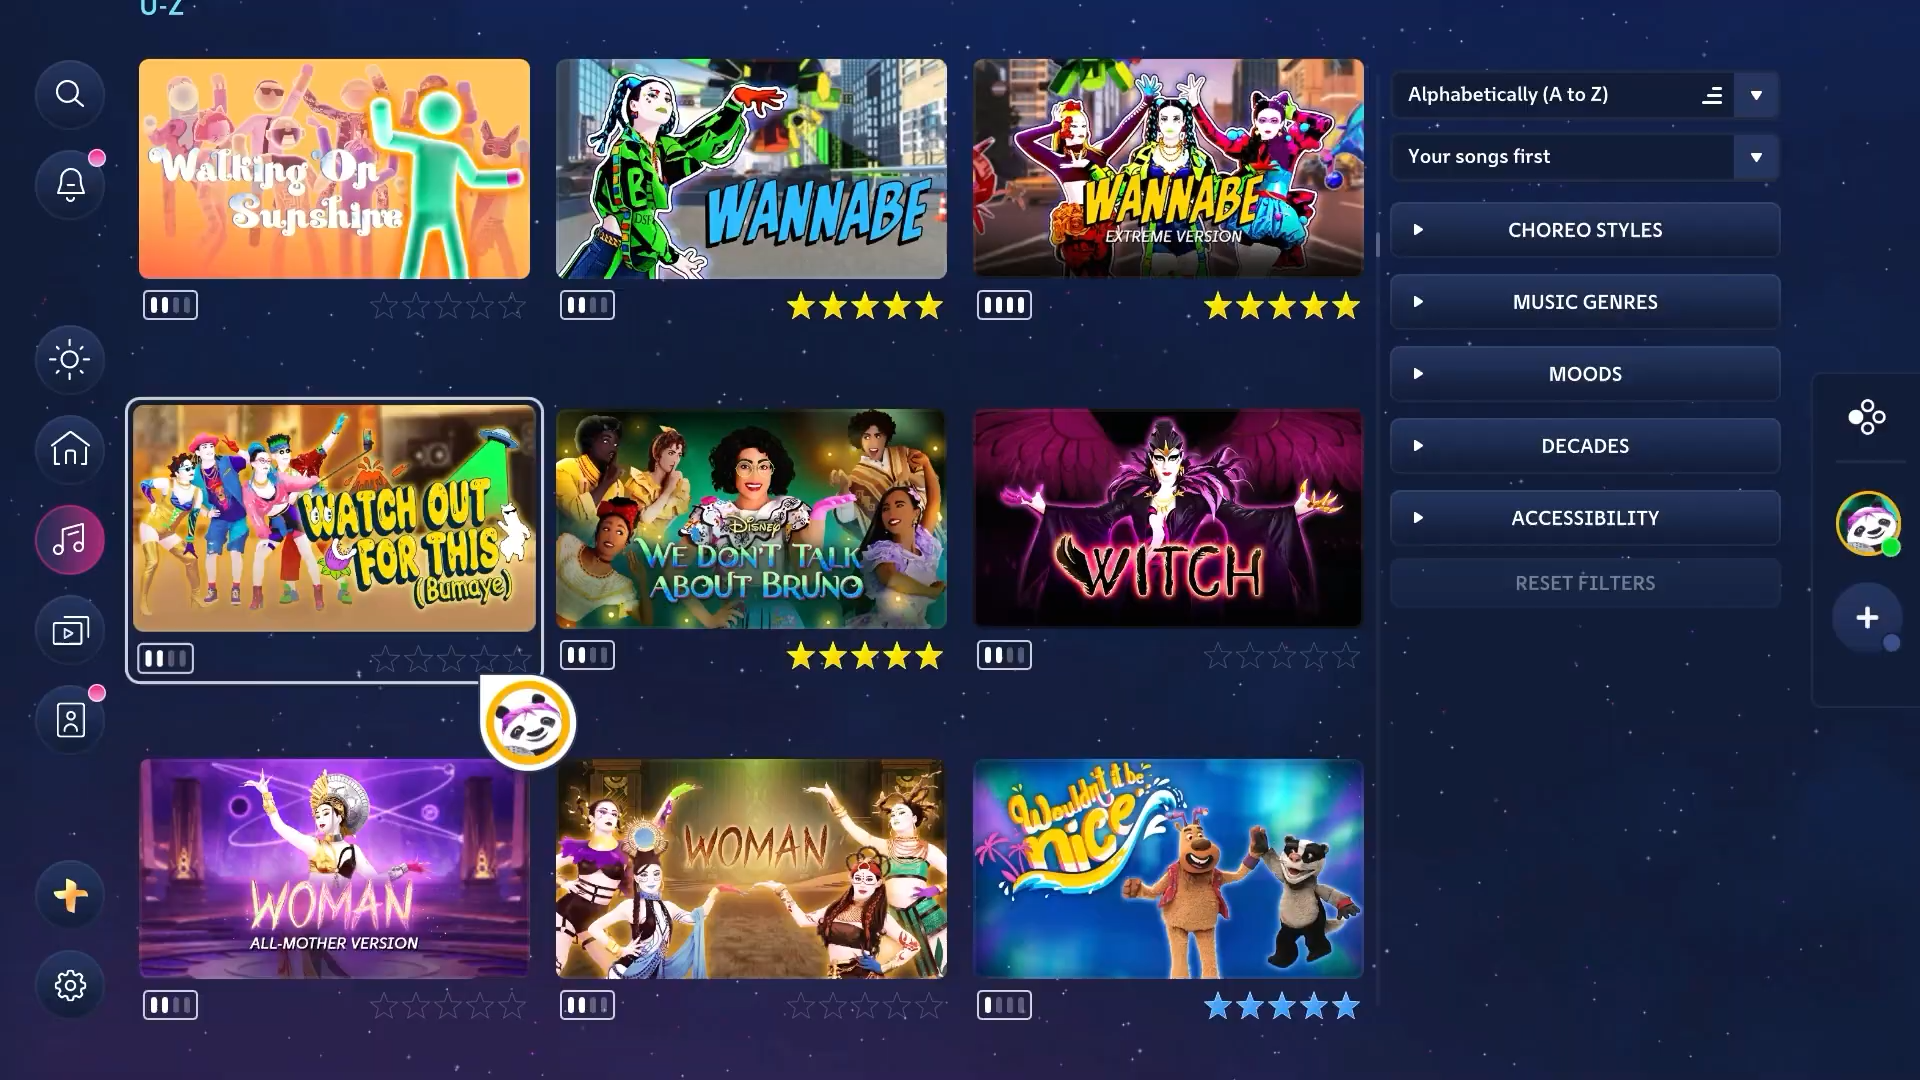 U-Z
Walking On
Sunshine
WANNABE
WANNABE
EXTREME VERSION
Alphabetically (A to Z)
Your songs first
CHOREO STYLES
MUSIC GENRES
MOODS
DECADES
ACCESSIBILITY
RESET FILTERS
WATCH OUT
FOR THIS
(Bumaye)
DISNEY
WE DON'T TALK
ABOUT BRUNO
WITCH
WOMAN
ALL-MOTHER VERSION
WOMAN
Wouldn't it be
nice